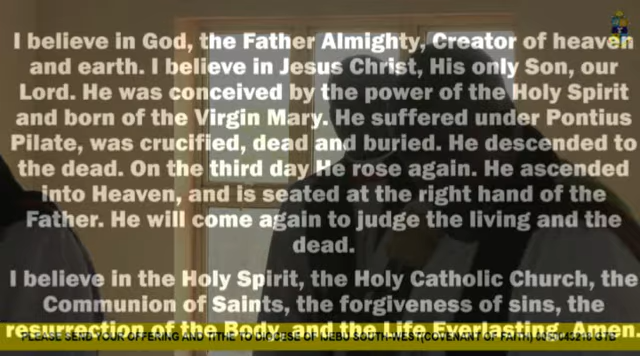 I believe in God, the Father Almighty, Creator of heaven
and earth. I believe in Jesus Christ, His only Son, our
Lord. He was conceived by the power of the Holy Spirit
and born of the Virgin Mary. He suffered under Pontius
Pilate, was crucified, dead and buried. He descended to
the dead. On the third day He rose again. He ascended
into Heaven, and is seated at the right hand of the
Father. He will come again to judge the living and the
dead.
I believe in the Holy Spirit, the Holy Catholic Church, the
Communion of Saints, the forgiveness of sins, the
resurrection of the Body, and the Life Everlasting. Amen.
PLEASE SEND YOUR OFFERING AND TITHE TO DIOCESE OF IJEBU SOUTH WEST(COVENANT OF FAITH) GTB